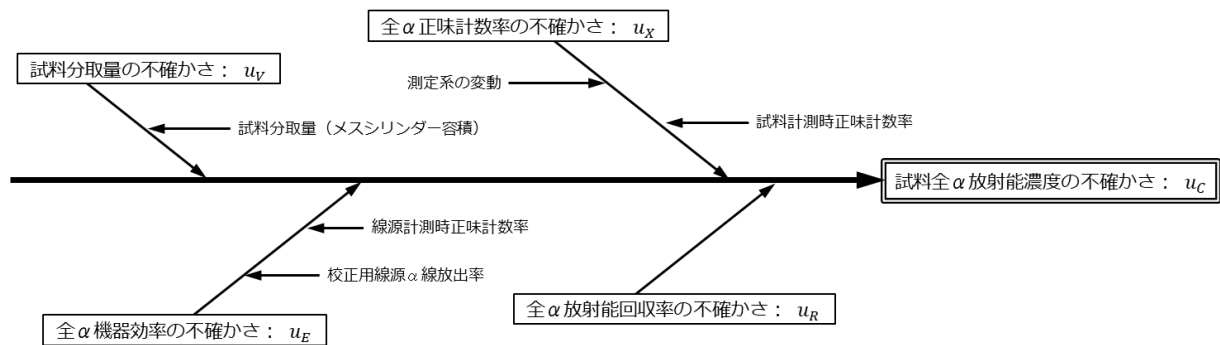 全α正味計数率の不確かさ： u_X
試料分取量の不確かさ： u_V
測定系の変動
試料分取量（メスシリンダー容積）
試料計測時正味計数率
試料全α放射能濃度の不確かさ： u_C
線源計測時正味計数率
校正用線源α線放出率
全α放射能回収率の不確かさ： u_R
全α機器効率の不確かさ： u_E